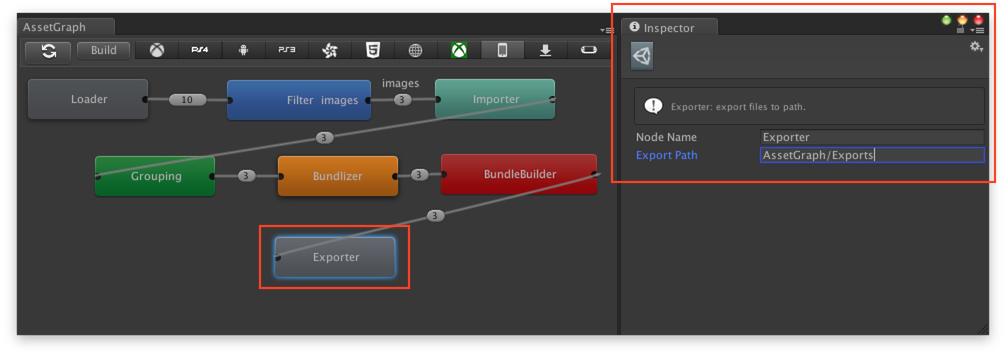 AssetGraph
Build
PS4
PS3
5
Loader
10
Filter images
images
3
Importer
3
Grouping
3
Bundlizer
3
BundleBuilder
3
Exporter
Inspector
Exporter: export files to path.
Node Name
Exporter
Export Path
AssetGraph/Exports